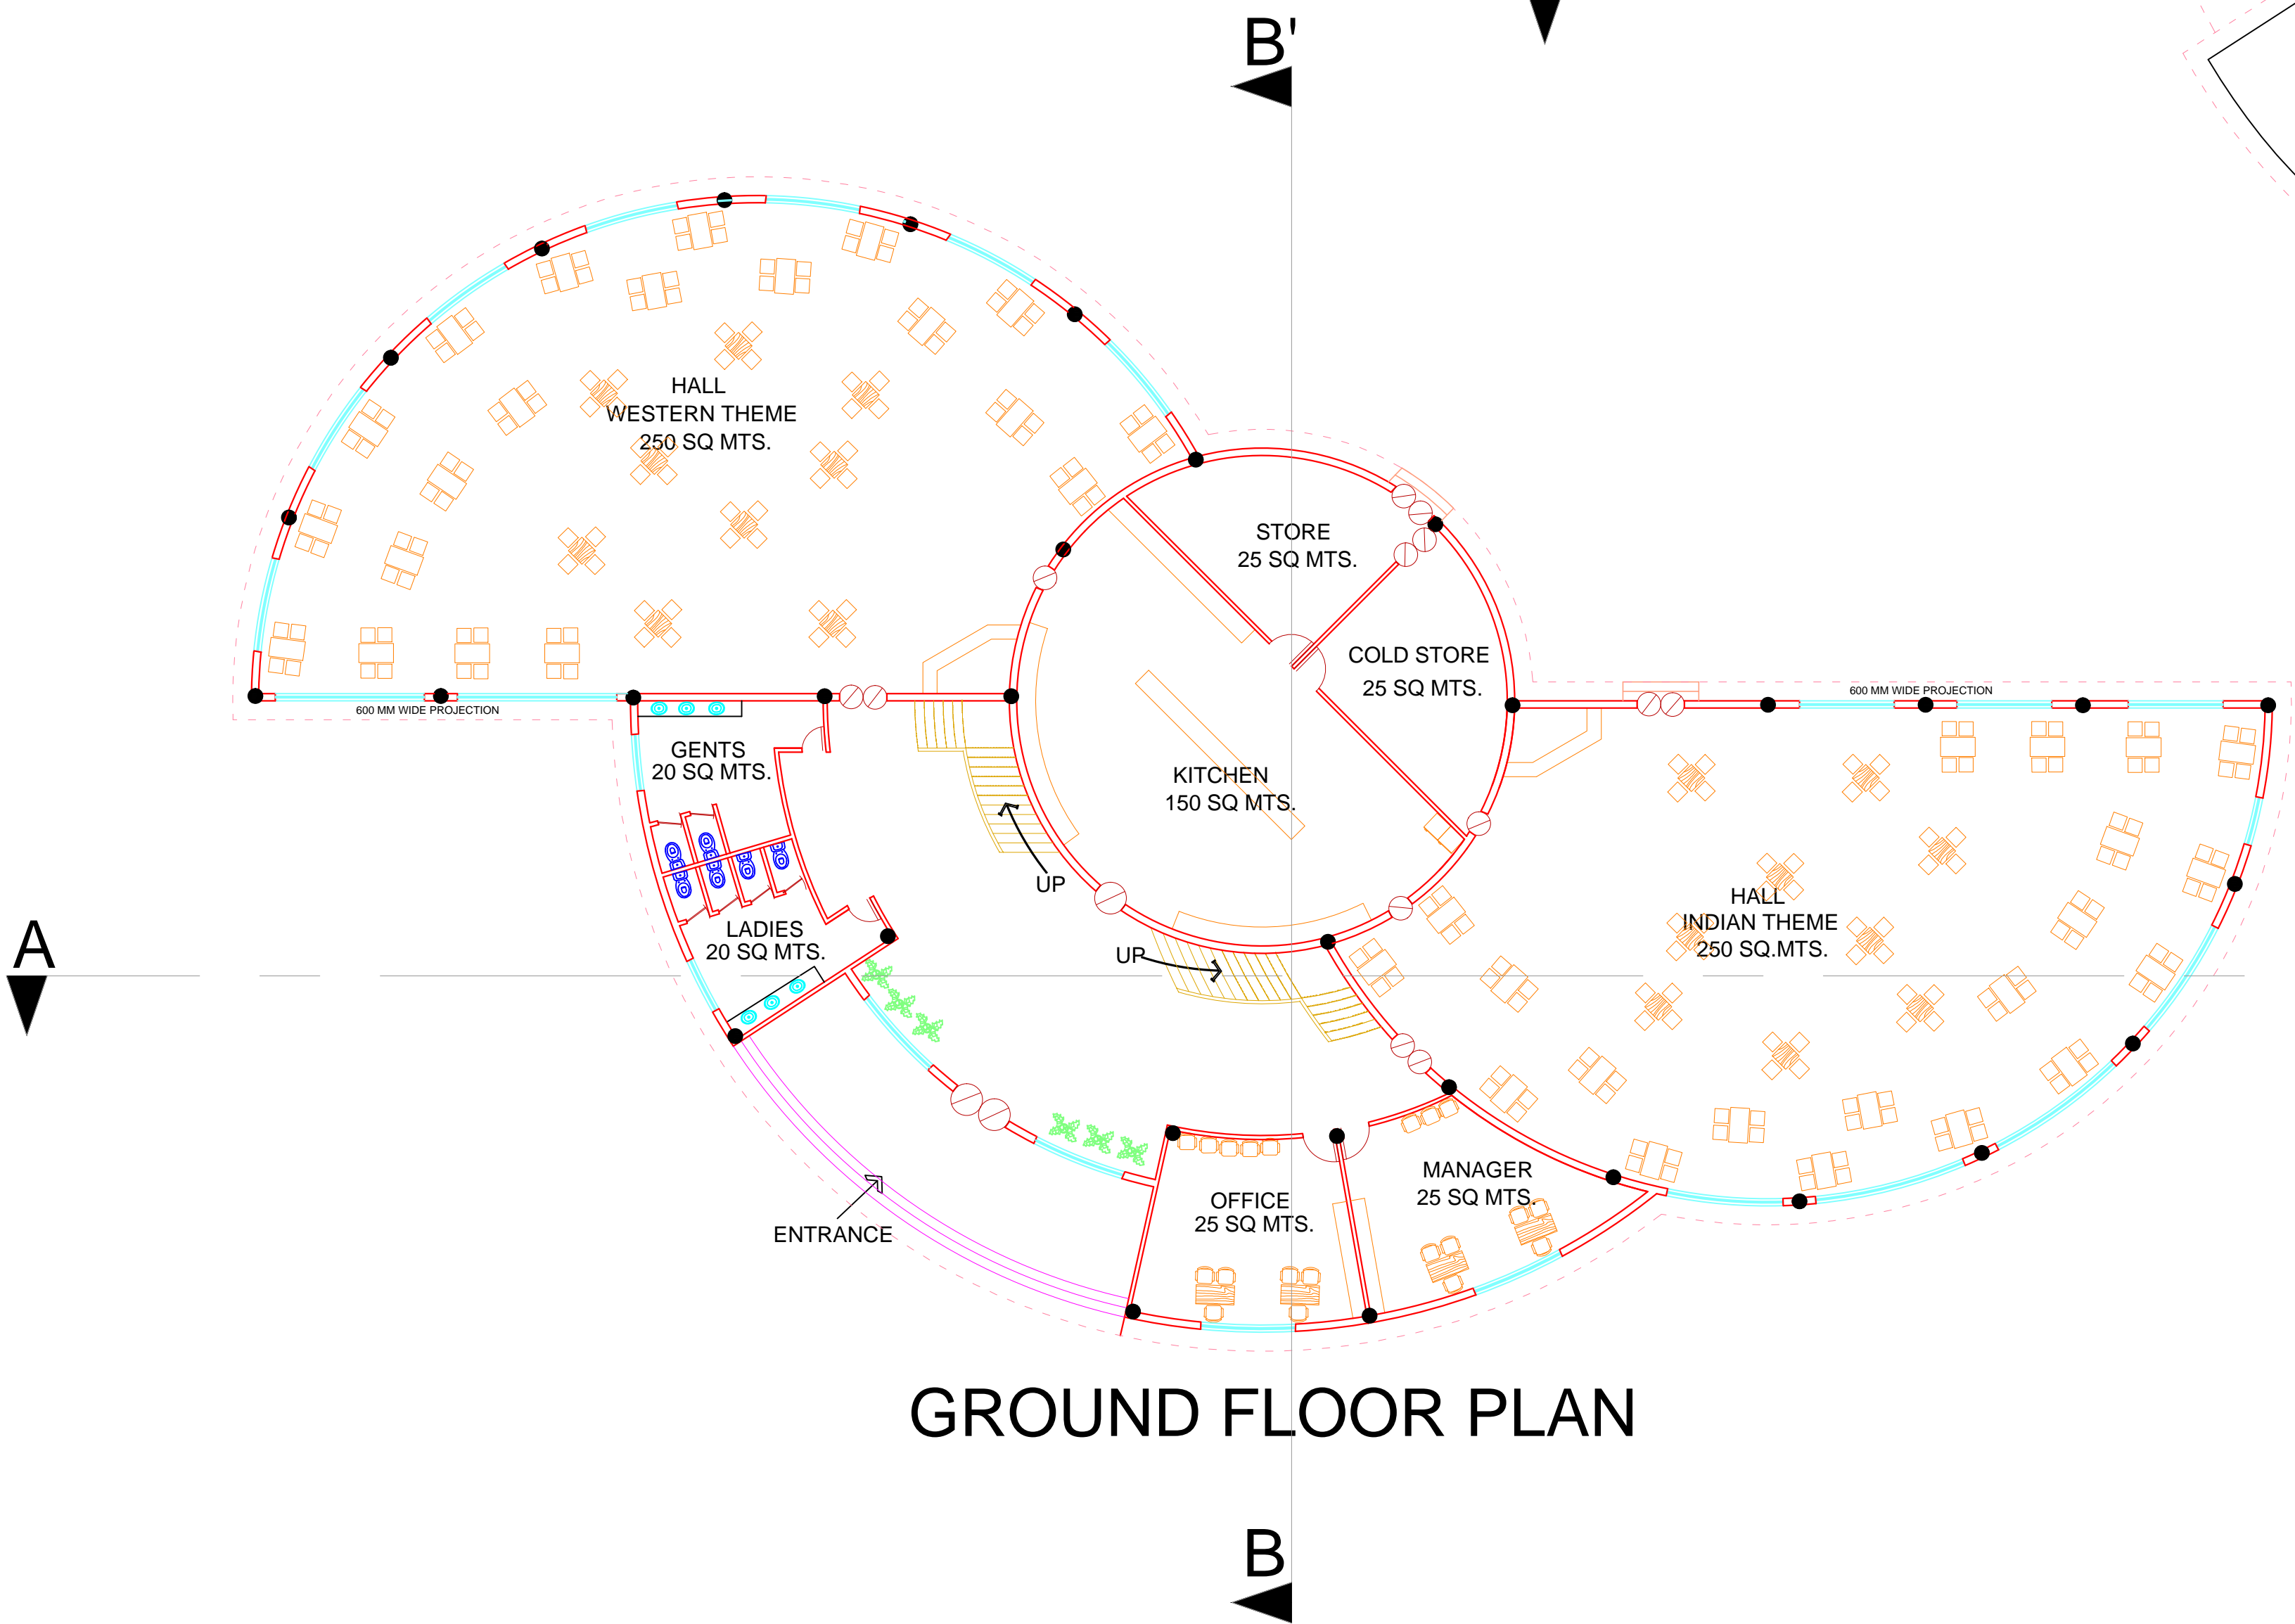 B'
HALL
WESTERN THEME
250 SQ MTS.
STORE
25 SQ MTS.
COLD STORE
25 SQ MTS.
600 MM WIDE PROJECTION
600 MM WIDE PROJECTION
GENTS
20 SQ MTS.
KITCHEN
150 SQ MTS.
UP
HALL
INDIAN THEME
250 SQ.MTS.
LADIES
20 SQ MTS.
A
UP
MANAGER
25 SQ MTS.
OFFICE
25 SQ MTS.
ENTRANCE
GROUND FLOOR PLAN
B